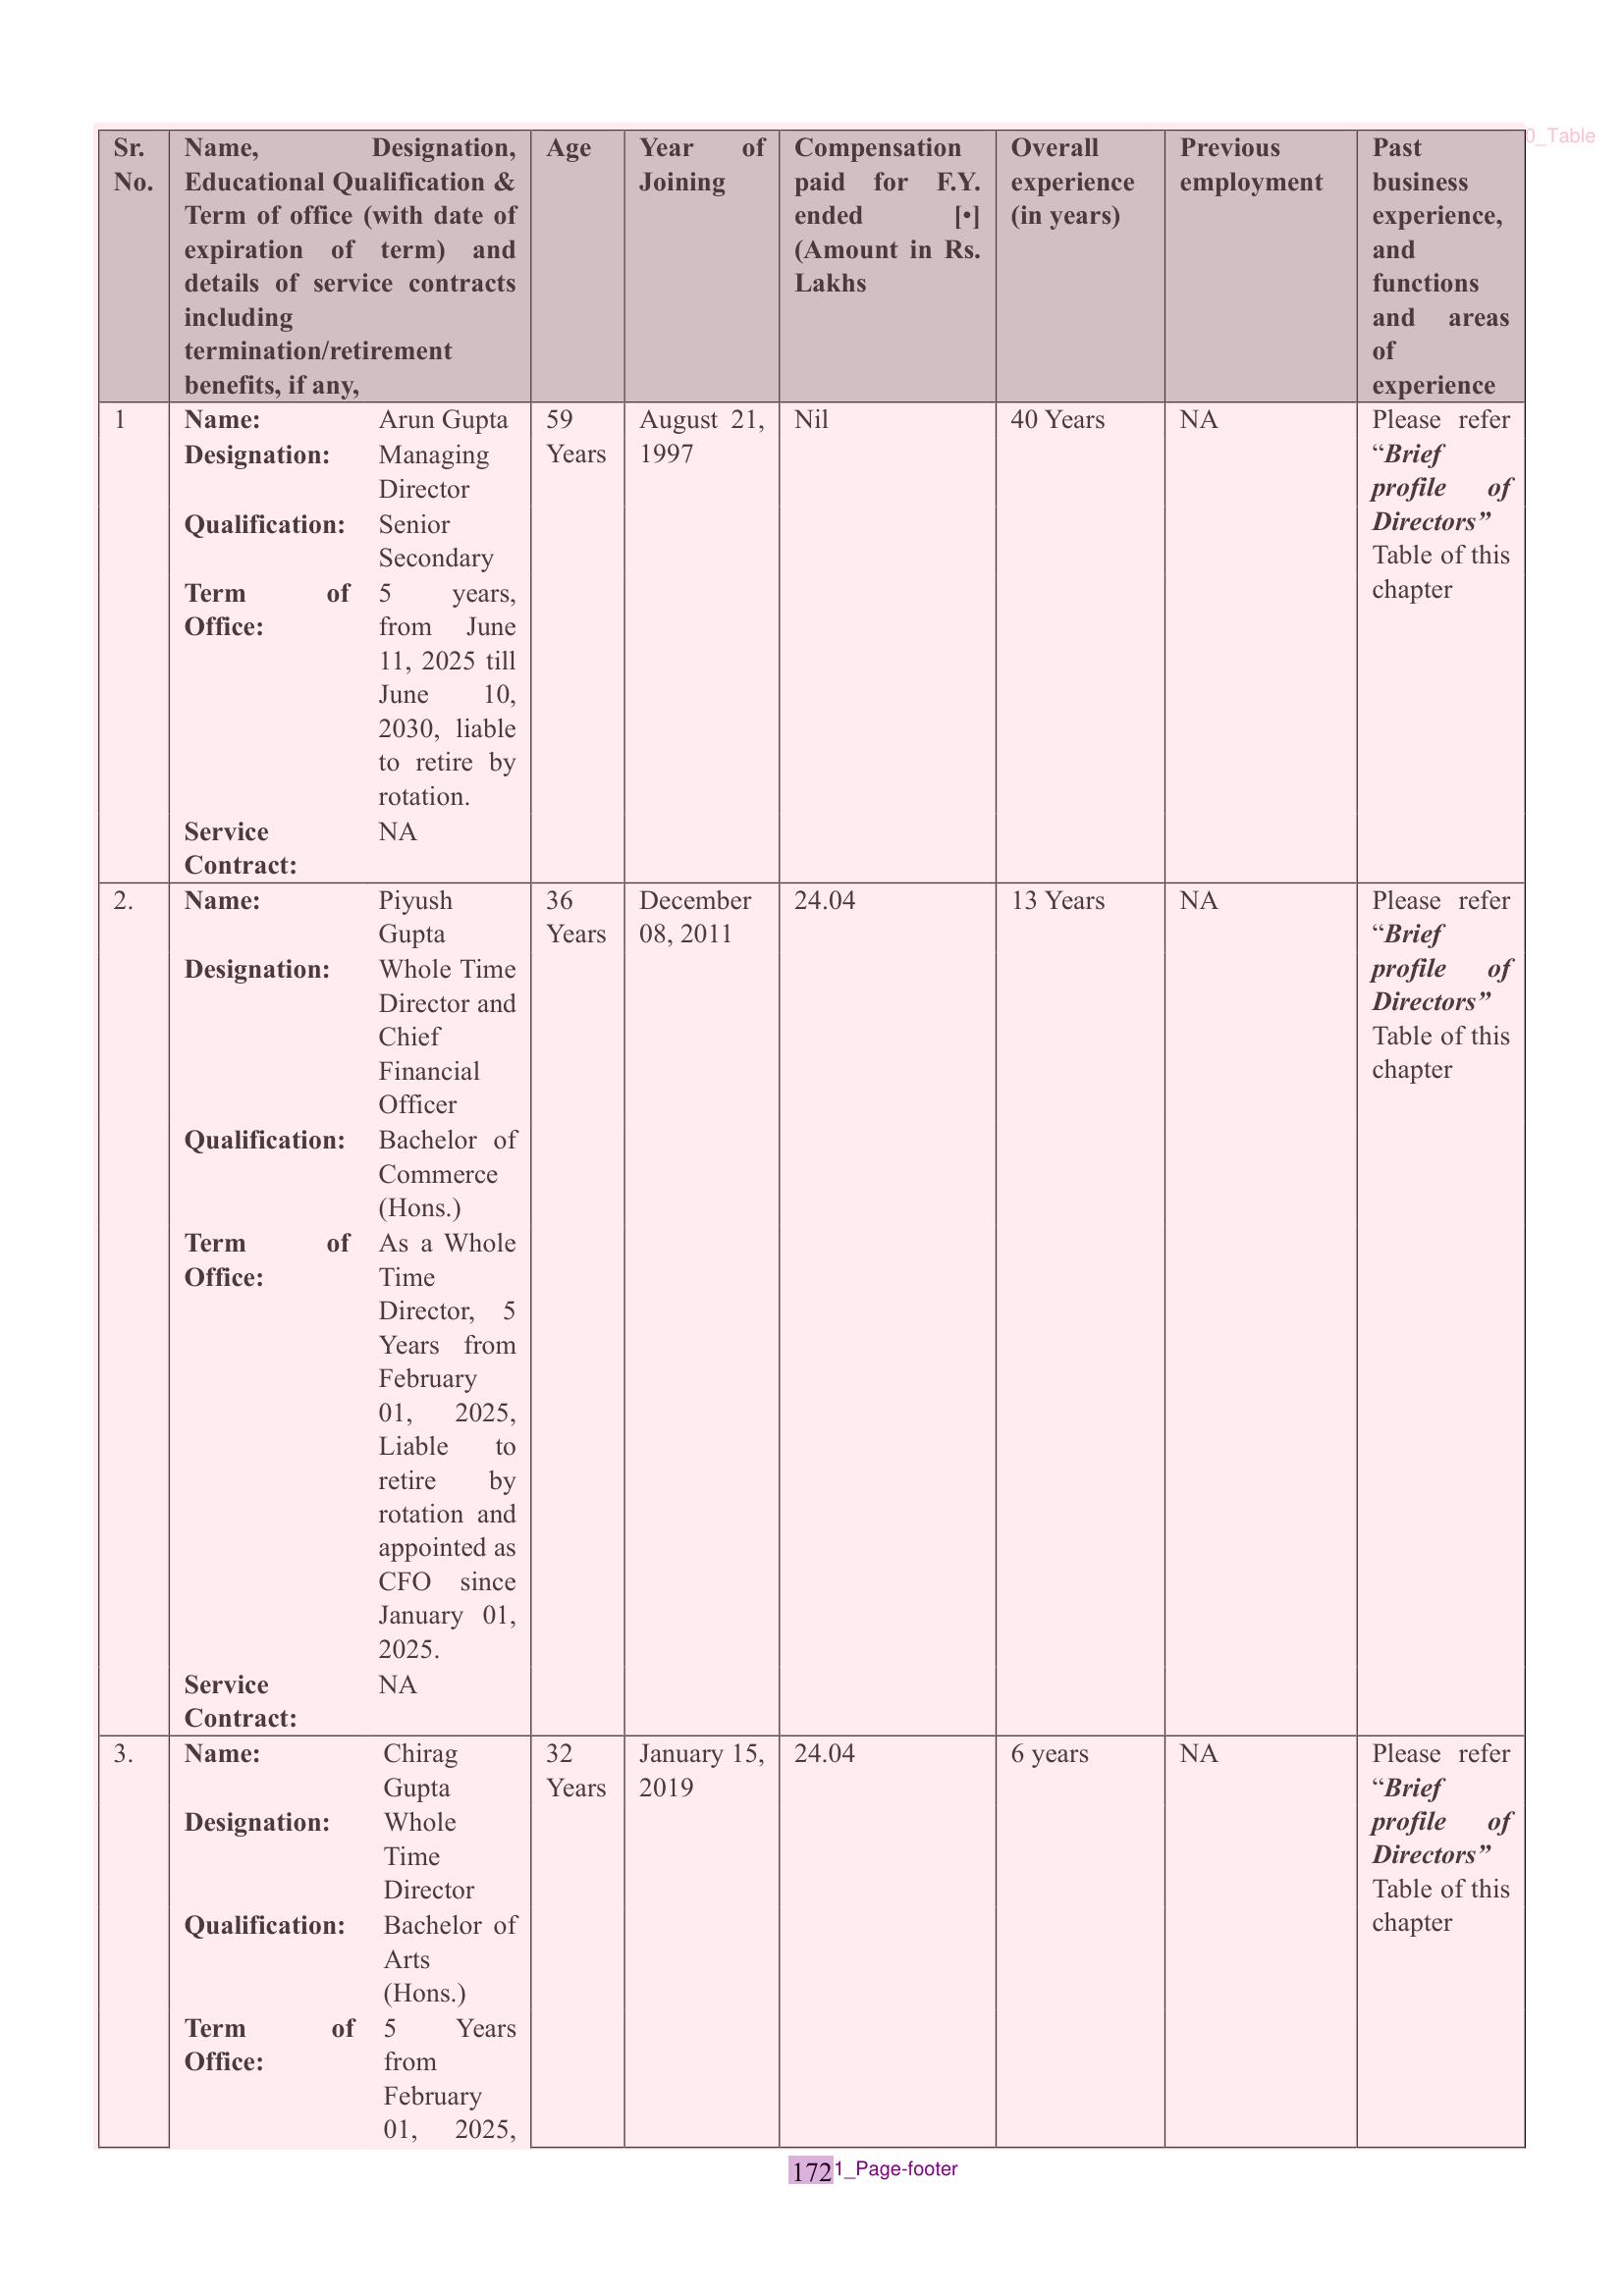 Sr. No.
Name, Designation, Educational Qualification & Term of office (with date of expiration of term) and details of service contracts including termination/retirement benefits, if any,
Age
Year of Joining
Compensation paid for F.Y. ended [•] (Amount in Rs. Lakhs
Overall experience (in years)
Previous employment
Past business experience, and functions and areas of experience
0_Table
1
Name: Arun Gupta
Designation: Managing Director
Qualification: Senior Secondary
Term of Office: 5 years, from June 11, 2025 till June 10, 2030, liable to retire by rotation.
Service Contract: NA
59 Years
August 21, 1997
Nil
40 Years
NA
Please refer “Brief profile of Directors” Table of this chapter
2.
Name: Piyush Gupta
Designation: Whole Time Director and Chief Financial Officer
Qualification: Bachelor of Commerce (Hons.)
Term of Office: As a Whole Time Director, 5 Years from February 01, 2025, Liable to retire by rotation and appointed as CFO since January 01, 2025.
Service Contract: NA
36 Years
December 08, 2011
24.04
13 Years
NA
Please refer “Brief profile of Directors” Table of this chapter
3.
Name: Chirag Gupta
Designation: Whole Time Director
Qualification: Bachelor of Arts (Hons.)
Term of Office: 5 Years from February 01, 2025,
32 Years
January 15, 2019
24.04
6 years
NA
Please refer “Brief profile of Directors” Table of this chapter
172
1_Page-footer